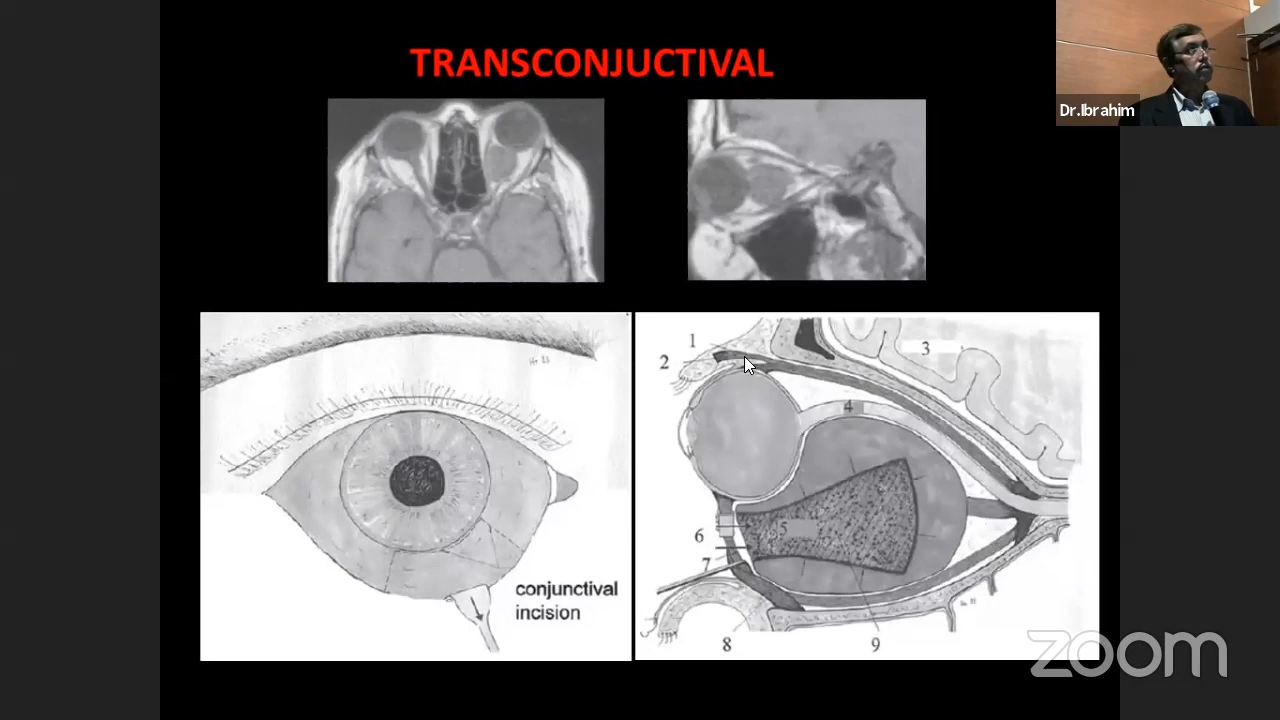 TRANSCONJUCTIVAL
Dr.Ibrahim
conjunctival
incision
1
2
3
4
5
6
7
8
9
zoom